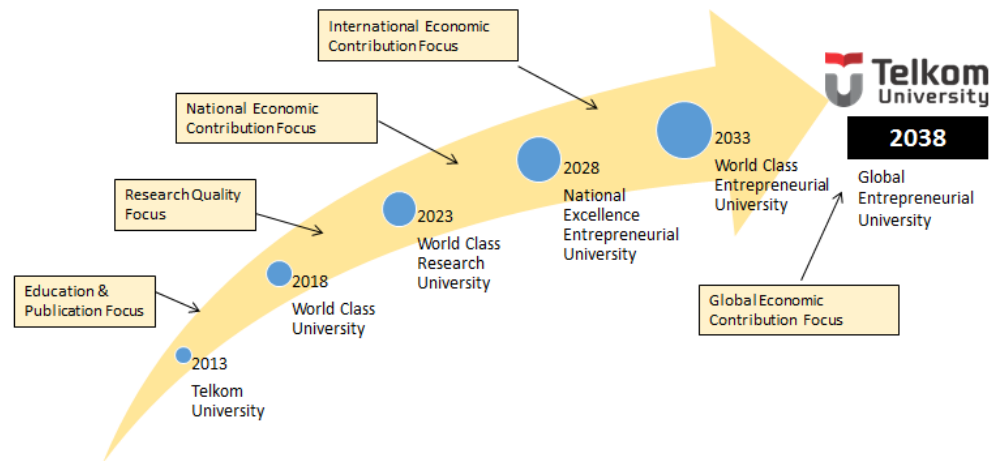 International Economic
Contribution Focus
Telkom
University
National Economic
Contribution Focus
2038
2033
World Class
Entrepreneurial
University
2028
National
Excellence
Entrepreneurial
University
Global
Entrepreneurial
University
Research Quality
Focus
2023
World Class
Research
University
2018
World Class
University
Education &
Publication Focus
Global Economic
Contribution Focus
2013
Telkom
University